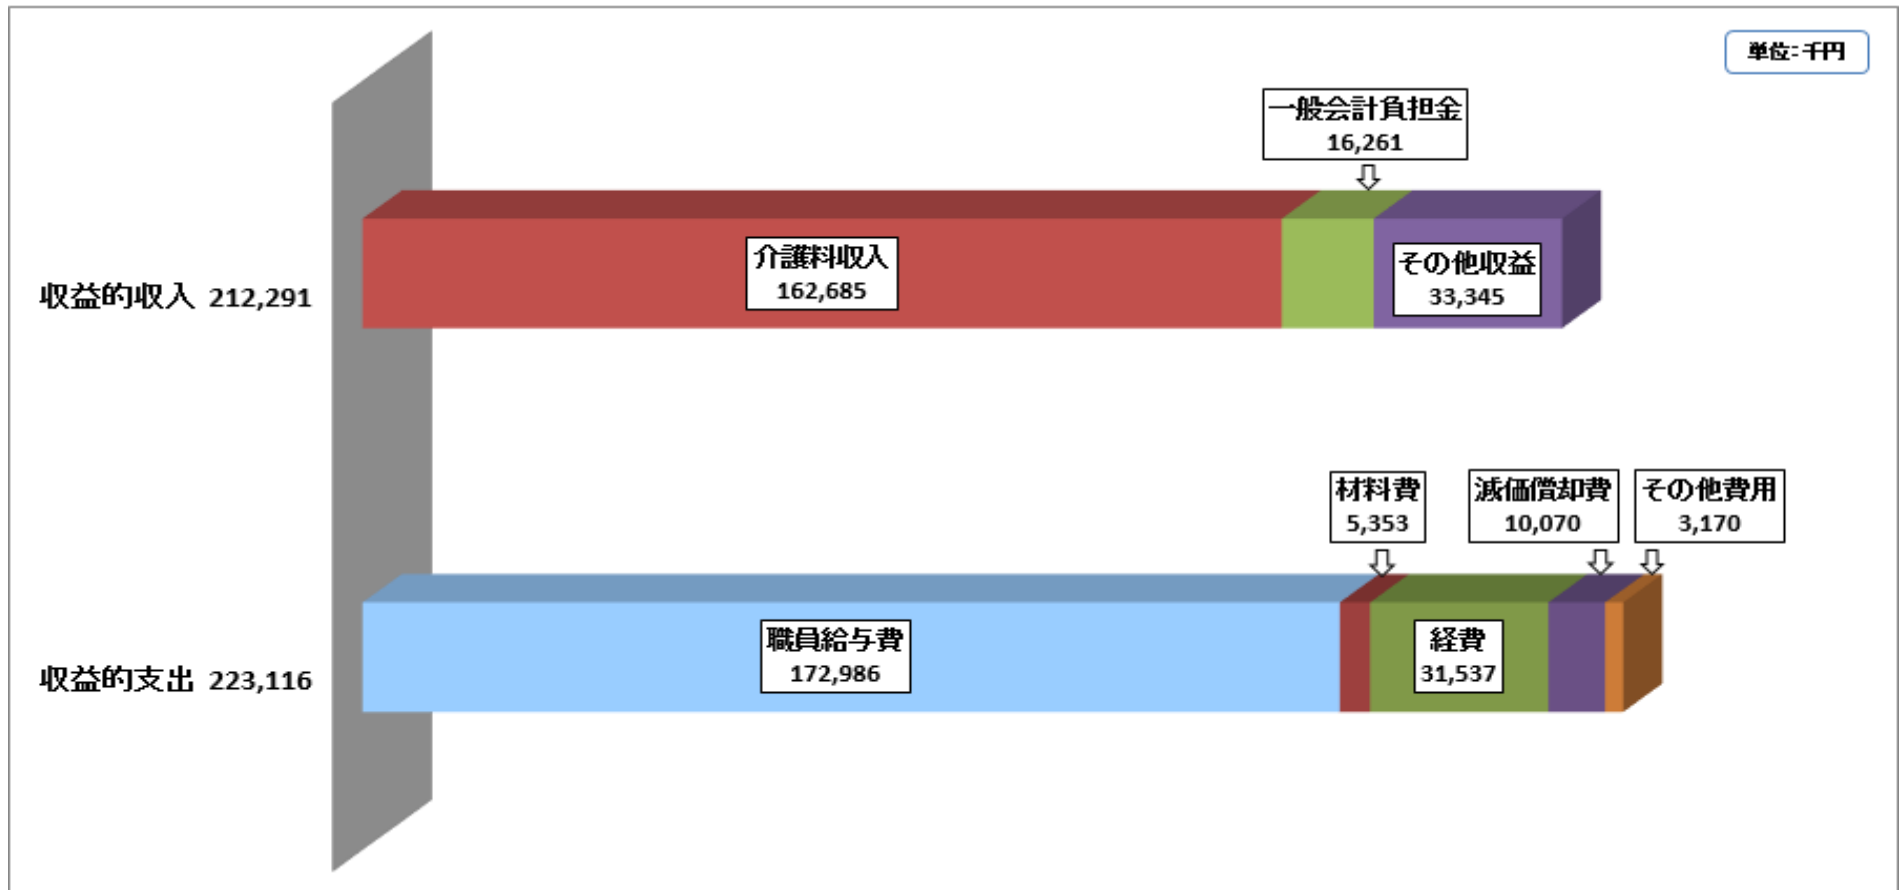 単位:千円
一般会計負担金
16,261
収益的収入 212,291
介護料収入
162,685
その他収益
33,345
材料費
5,353
減価償却費
10,070
その他費用
3,170
収益的支出 223,116
職員給与費
172,986
経費
31,537